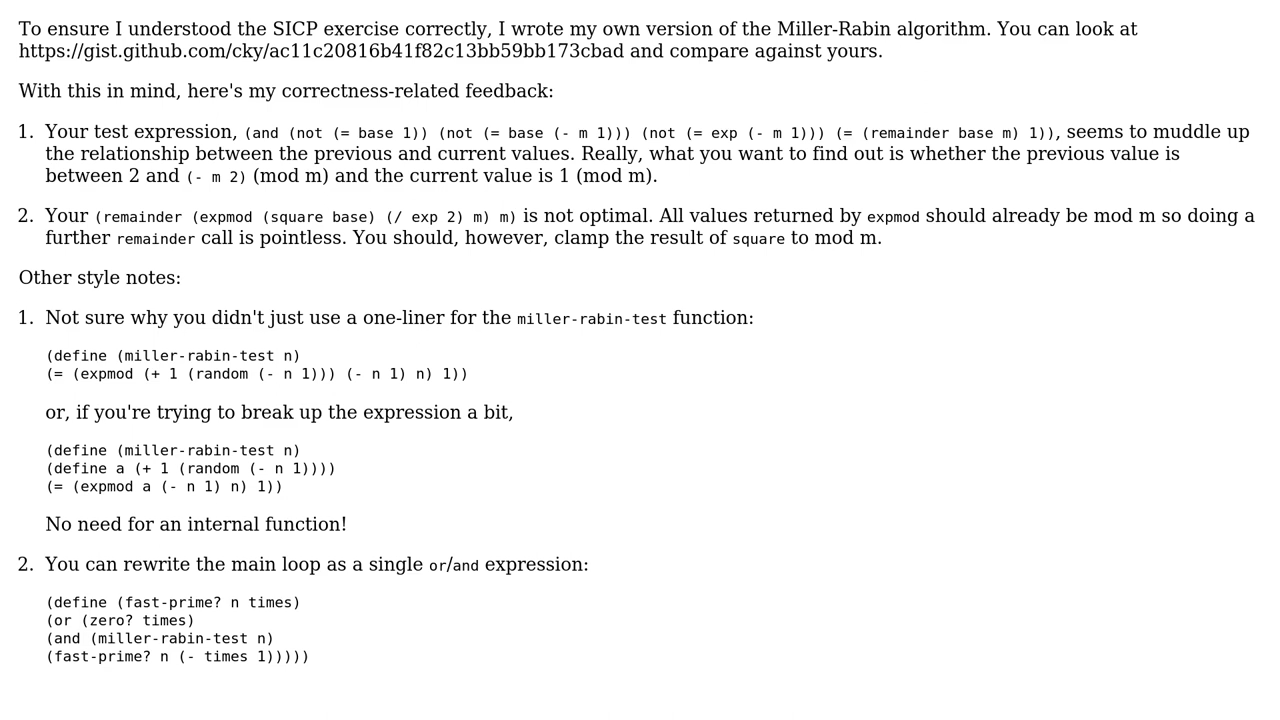 To ensure I understood the SICP exercise correctly, I wrote my own version of the Miller-Rabin algorithm. You can look at
https://gist.github.com/cky/ac11c20816b41f82c13bb59bb173cbad and compare against yours.
With this in mind, here's my correctness-related feedback:
1. Your test expression, (and (not (= base 1)) (not (= base (- m 1))) (not (= exp (- m 1))) (= (remainder base m) 1)), seems to muddle up
the relationship between the previous and current values. Really, what you want to find out is whether the previous value is
between 2 and (- m 2) (mod m) and the current value is 1 (mod m).
2. Your (remainder (expmod (square base) (/ exp 2) m) m) is not optimal. All values returned by expmod should already be mod m so doing a
further remainder call is pointless. You should, however, clamp the result of square to mod m.
Other style notes:
1. Not sure why you didn't just use a one-liner for the miller-rabin-test function:
(define (miller-rabin-test n)
(= (expmod (+ 1 (random (- n 1))) (- n 1) n) 1))
or, if you're trying to break up the expression a bit,
(define (miller-rabin-test n)
(define a (+ 1 (random (- n 1))))
(= (expmod a (- n 1) n) 1))
No need for an internal function!
2. You can rewrite the main loop as a single or/and expression:
(define (fast-prime? n times)
(or (zero? times)
(and (miller-rabin-test n)
(fast-prime? n (- times 1)))))